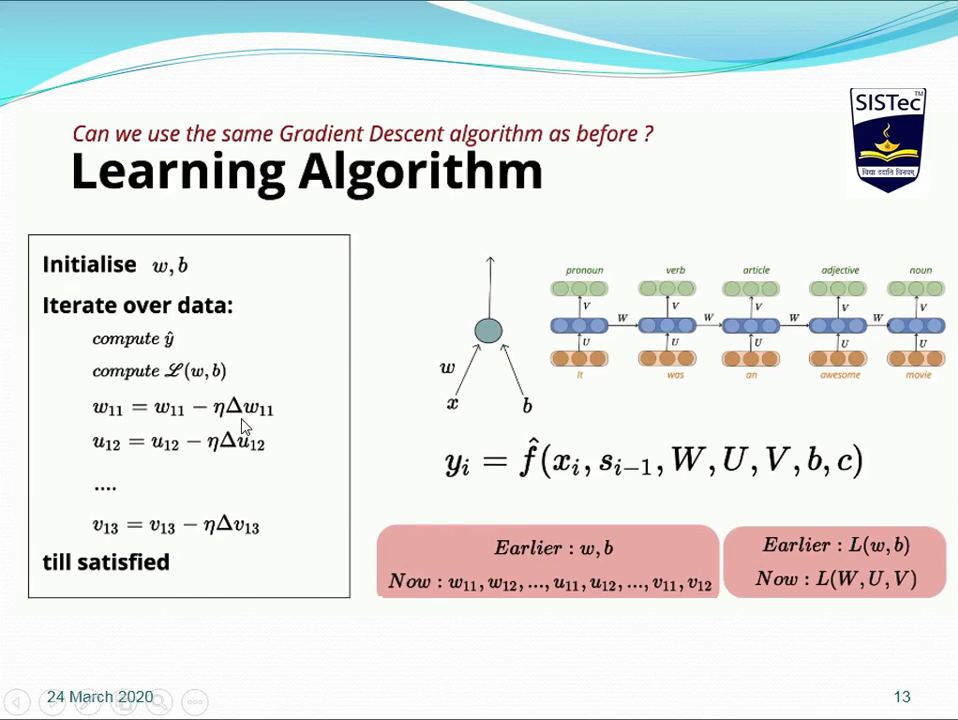 Can we use the same Gradient Descent algorithm as before ?
Learning Algorithm
SISTec™
विद्या ददाति विनयम्
Initialise w, b
Iterate over data:
compute ŷ
compute ℒ(w, b)
w₁₁ = w₁₁ − ηΔw₁₁
u₁₂ = u₁₂ − ηΔu₁₂
....
v₁₃ = v₁₃ − ηΔv₁₃
till satisfied
w
x
b
pronoun verb article adjective noun
V V V V V
W W W W
U U U U U
It was an awesome movie
yᵢ = f̂(xᵢ, sᵢ₋₁, W, U, V, b, c)
Earlier : w, b
Now : w₁₁, w₁₂, ..., u₁₁, u₁₂, ..., v₁₁, v₁₂
Earlier : L(w, b)
Now : L(W, U, V)
24 March 2020
13